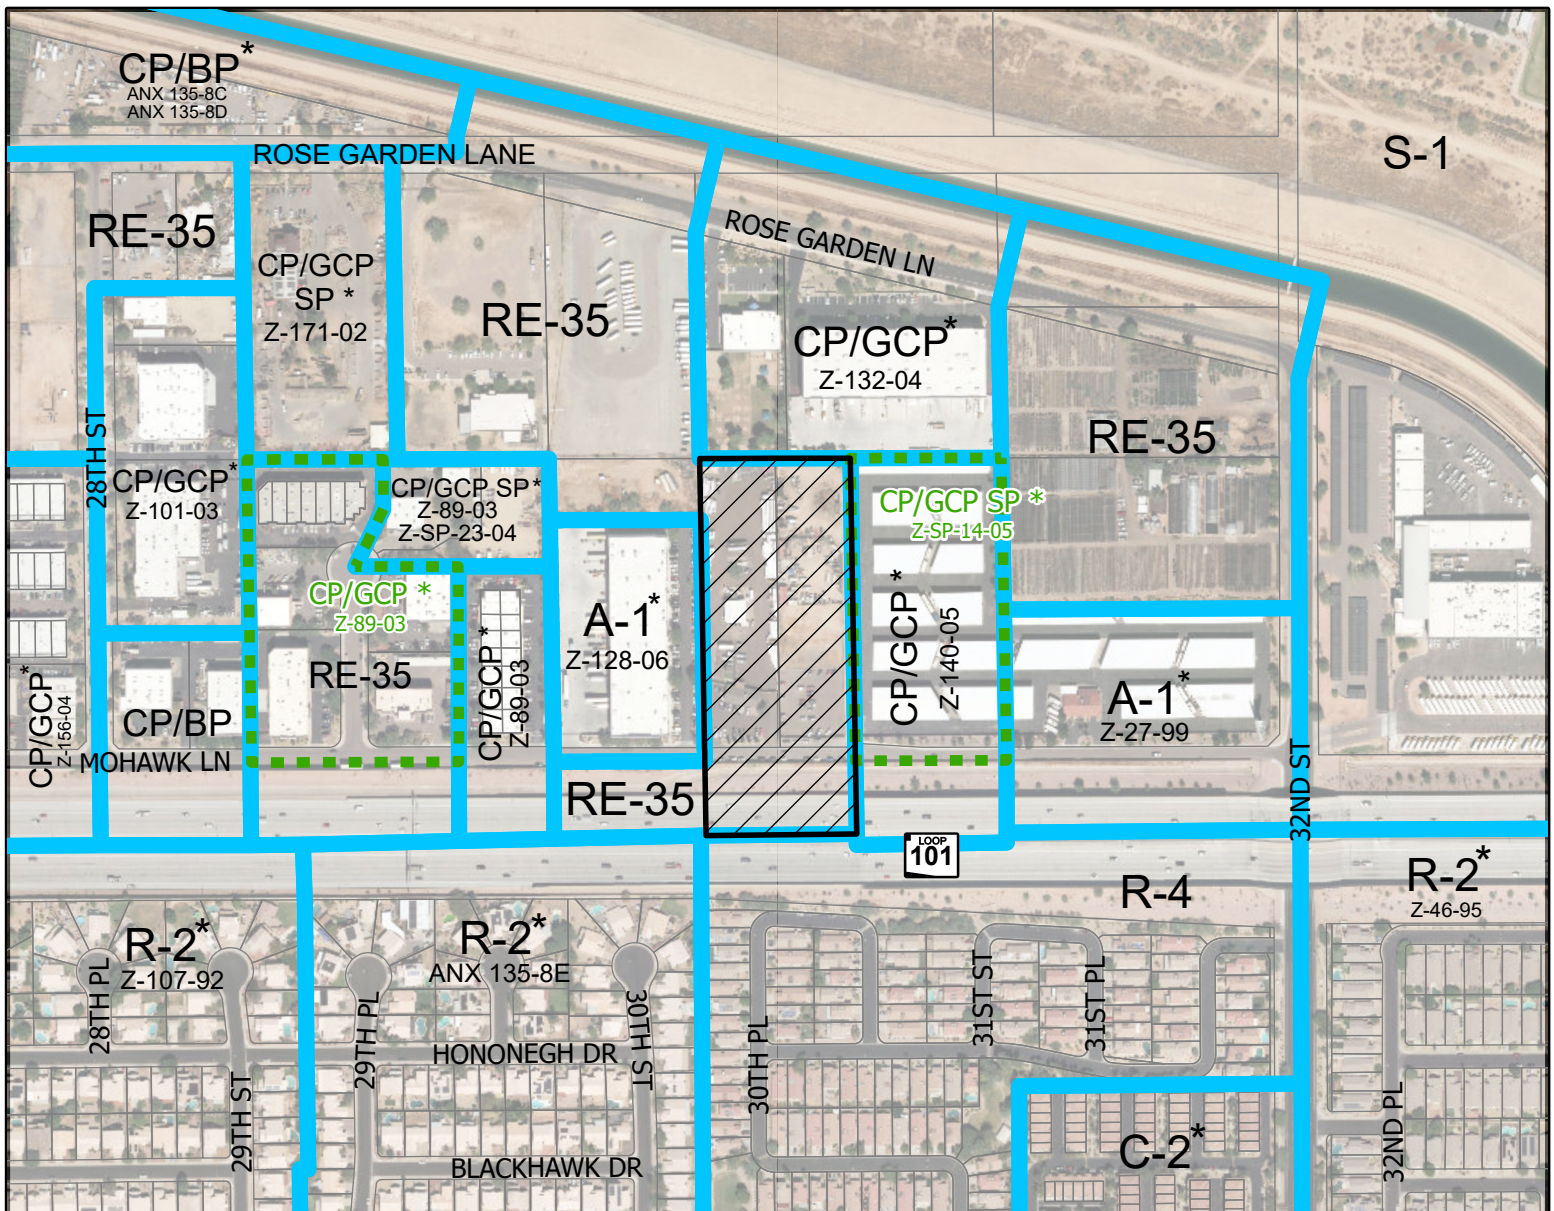 CP/BP*
ANX 135-8C
ANX 135-8D
ROSE GARDEN LANE
S-1
RE-35
CP/GCP
SP *
Z-171-02
RE-35
ROSE GARDEN LN
CP/GCP*
Z-132-04
RE-35
28TH ST
CP/GCP*
Z-101-03
CP/GCP SP*
Z-89-03
Z-SP-23-04
CP/GCP SP *
Z-SP-14-05
CP/GCP *
Z-89-03
A-1*
Z-128-06
CP/GCP*
Z-140-05
RE-35
CP/GCP*
Z-89-03
CP/GCP*
Z-156-04
CP/BP
A-1*
Z-27-99
MOHAWK LN
RE-35
32ND ST
LOOP
101
R-4
R-2*
Z-46-95
R-2*
Z-107-92
R-2*
ANX 135-8E
28TH PL
29TH PL
30TH ST
31ST ST
31ST PL
HONONEGH DR
30TH PL
29TH ST
32ND PL
C-2*
BLACKHAWK DR